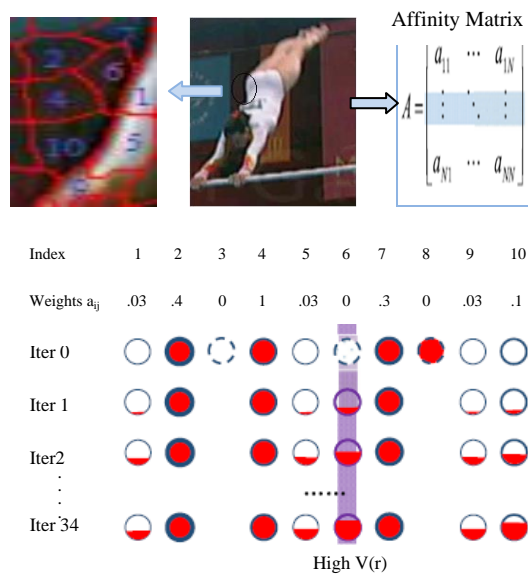 Affinity Matrix
2
7
6
4
1
10
5
9
a11 ... a1N
A = : : :
aN1 ... aNN
Index 1 2 3 4 5 6 7 8 9 10
Weights aij .03 .4 0 1 .03 0 .3 0 .03 .1
Iter 0
Iter 1
Iter2
......
Iter 34
High V(r)